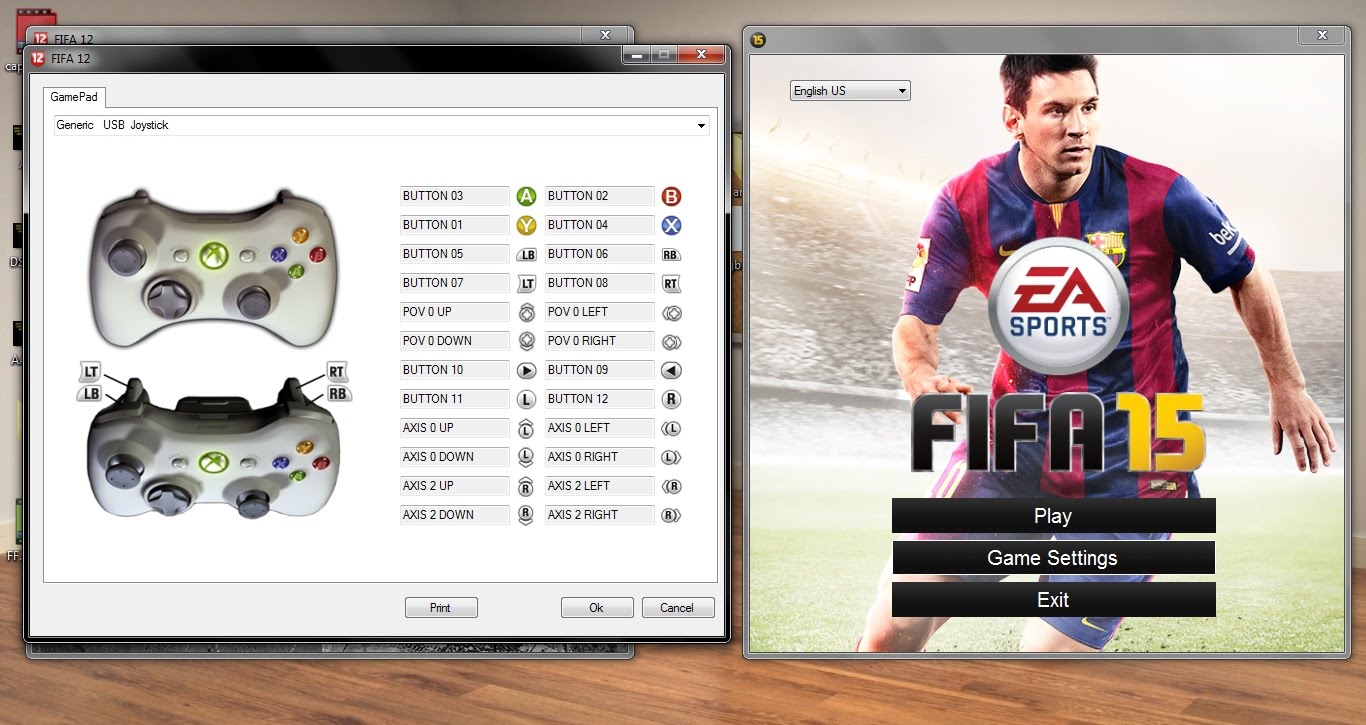 FIFA 12
FIFA 12
GamePad
Generic USB Joystick
BUTTON 03 A BUTTON 02 B
BUTTON 01 Y BUTTON 04 X
BUTTON 05 LB BUTTON 06 RB
BUTTON 07 LT BUTTON 08 RT
POV 0 UP POV 0 LEFT
POV 0 DOWN POV 0 RIGHT
BUTTON 10 BUTTON 09
BUTTON 11 L BUTTON 12 R
AXIS 0 UP L AXIS 0 LEFT L
AXIS 0 DOWN L AXIS 0 RIGHT L
AXIS 2 UP R AXIS 2 LEFT R
AXIS 2 DOWN R AXIS 2 RIGHT R
LT RT
LB RB
Print Ok Cancel
15
English US
beko
EA
SPORTS
FIFA 15
Play
Game Settings
Exit